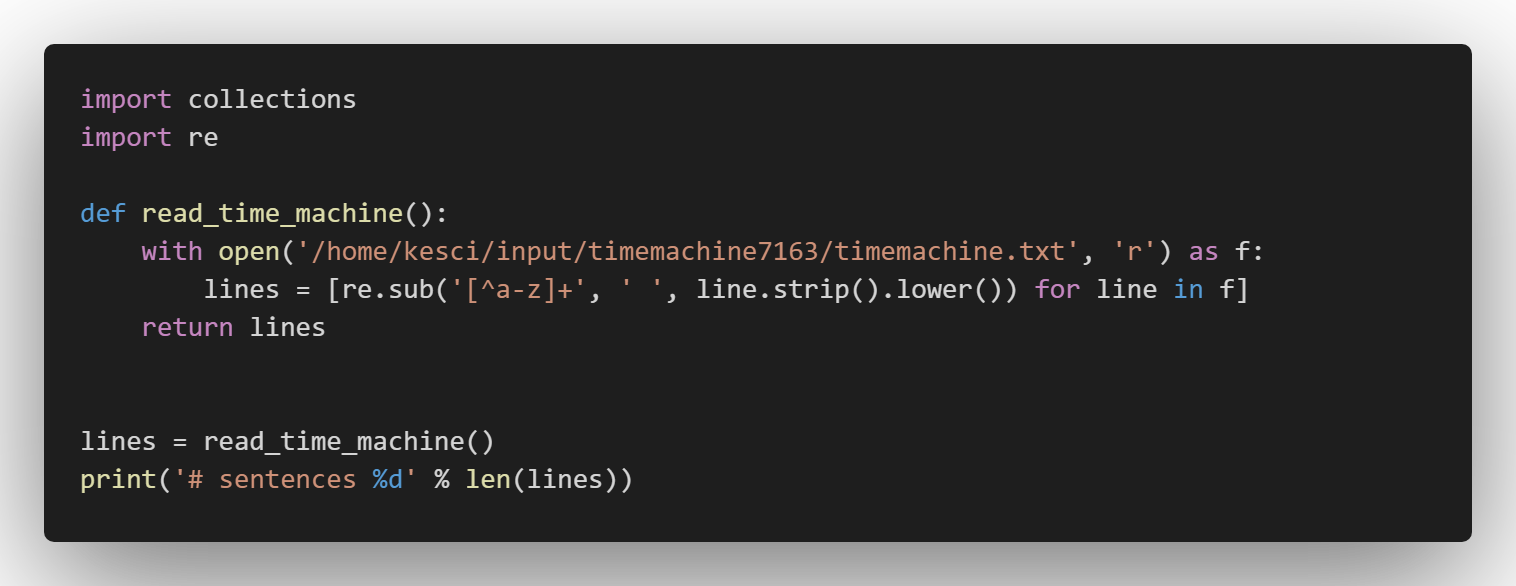 import collections
import re
def read_time_machine():
    with open('/home/kesci/input/timemachine7163/timemachine.txt', 'r') as f:
        lines = [re.sub('[^a-z]+', ' ', line.strip().lower()) for line in f]
    return lines
lines = read_time_machine()
print('# sentences %d' % len(lines))